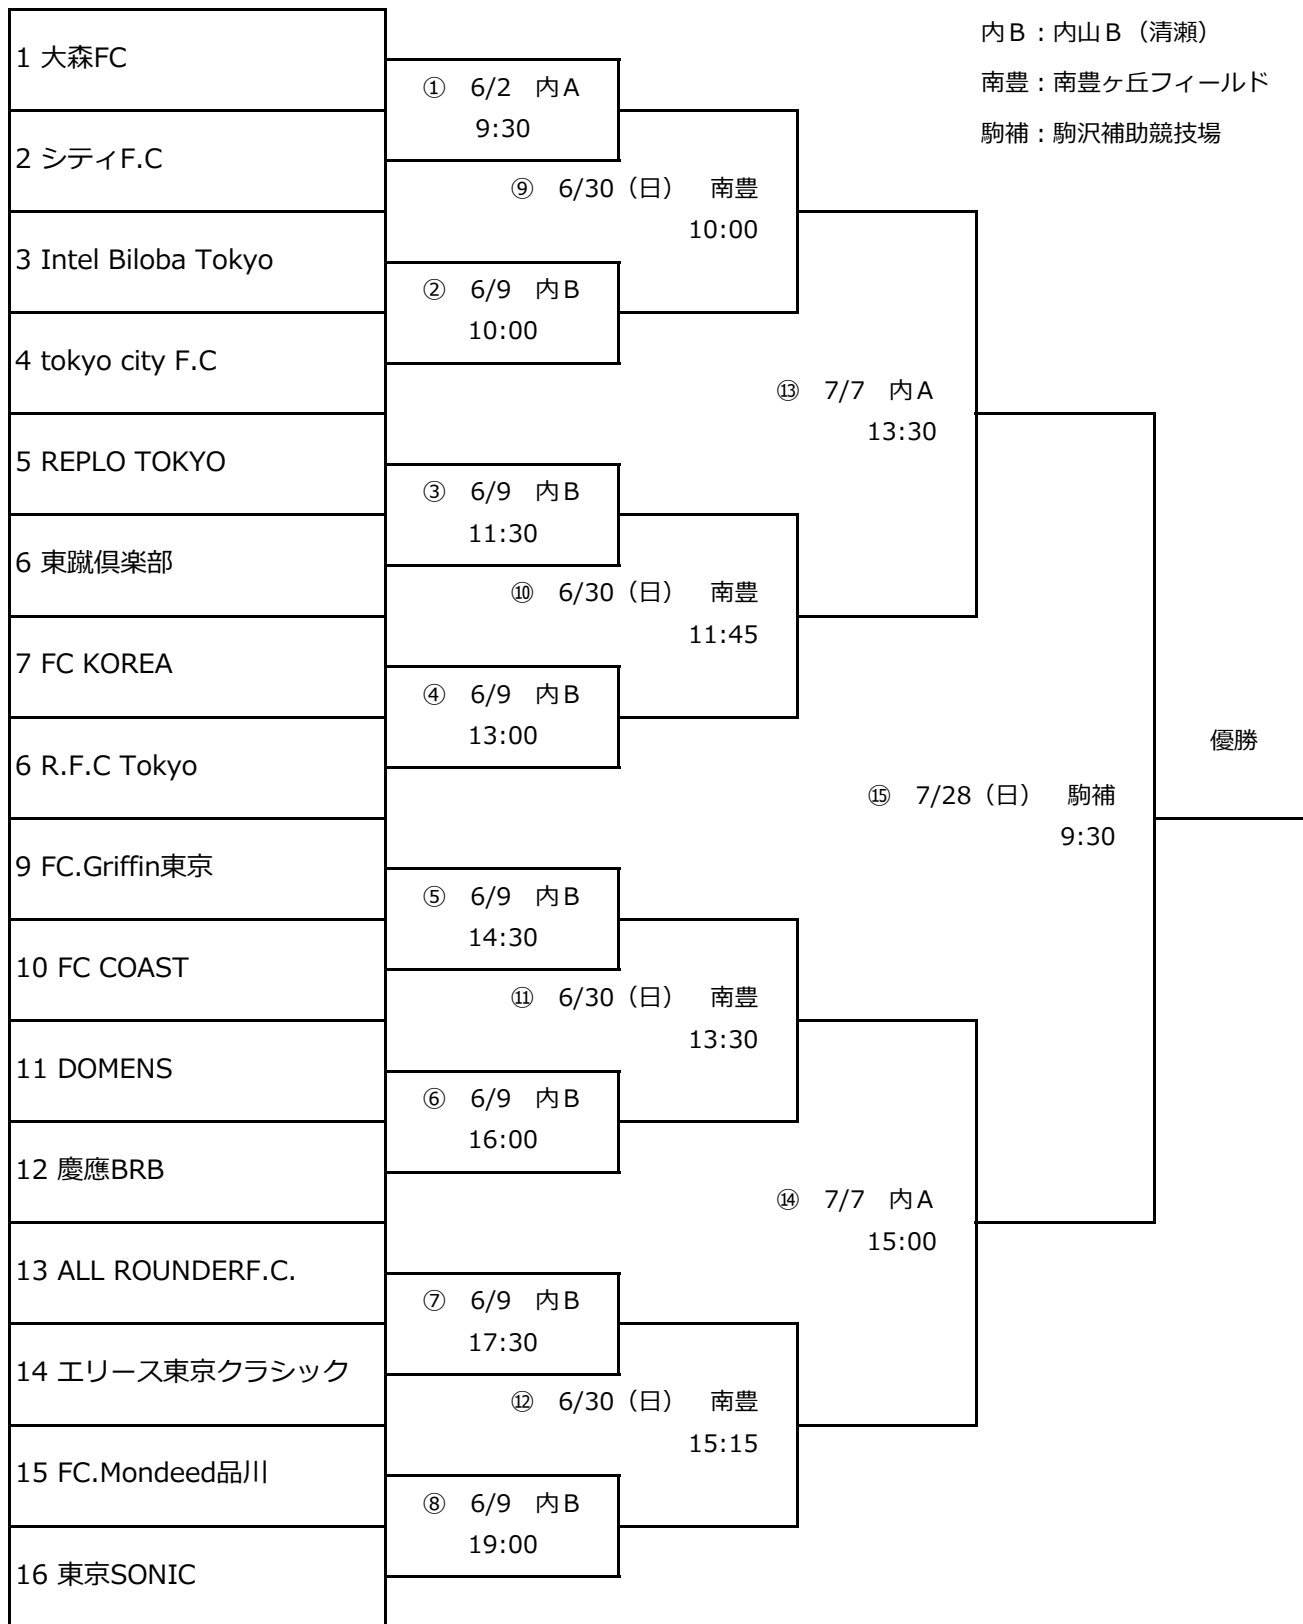 内Ｂ：内山Ｂ（清瀬）
南豊：南豊ヶ丘フィールド
駒補：駒沢補助競技場
1 大森FC
① 6/2 内Ａ
9:30
2 シティF.C
⑨ 6/30（日） 南豊
10:00
3 Intel Biloba Tokyo
② 6/9 内Ｂ
10:00
4 tokyo city F.C
⑬ 7/7 内Ａ
13:30
5 REPLO TOKYO
③ 6/9 内Ｂ
11:30
6 東蹴倶楽部
⑩ 6/30（日） 南豊
11:45
7 FC KOREA
④ 6/9 内Ｂ
13:00
6 R.F.C Tokyo
優勝
⑮ 7/28（日） 駒補
9:30
9 FC.Griffin東京
⑤ 6/9 内Ｂ
14:30
10 FC COAST
⑪ 6/30（日） 南豊
13:30
11 DOMENS
⑥ 6/9 内Ｂ
16:00
12 慶應BRB
⑭ 7/7 内Ａ
15:00
13 ALL ROUNDERF.C.
⑦ 6/9 内Ｂ
17:30
14 エリース東京クラシック
⑫ 6/30（日） 南豊
15:15
15 FC.Mondeed品川
⑧ 6/9 内Ｂ
19:00
16 東京SONIC